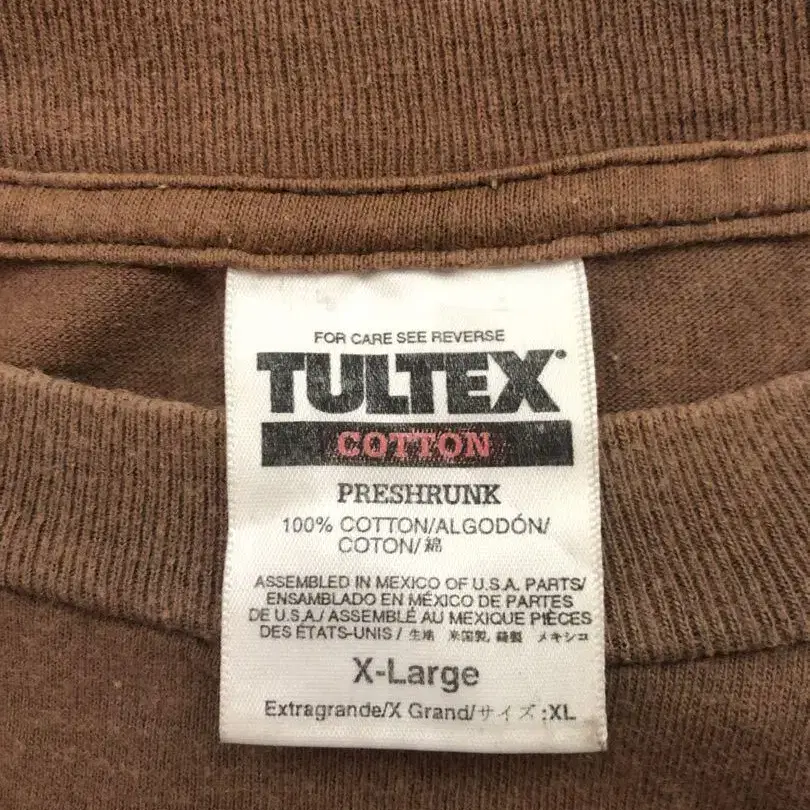 FOR CARE SEE REVERSE
TULTEX®
COTTON
PRESHRUNK
100% COTTON/ALGODÓN/
COTON/綿
ASSEMBLED IN MEXICO OF U.S.A. PARTS/
ENSAMBLADO EN MÉXICO DE PARTES
DE U.S.A./ ASSEMBLÉ AU MEXIQUE PIÈCES
DES ÉTATS-UNIS / 生地 米国製, 縫製 メキシコ
X-Large
Extragrande/X Grand/サイズ :XL